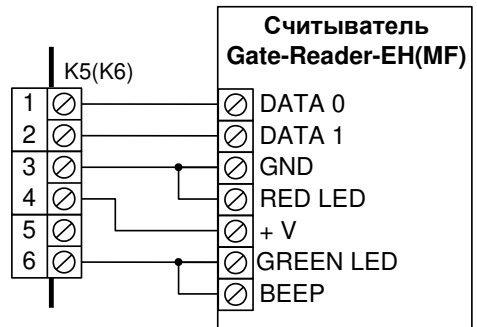 Считыватель
Gate-Reader-EH(MF)
K5(K6)
1 DATA 0
2 DATA 1
3 GND
4 RED LED
5 + V
6 GREEN LED
BEEP